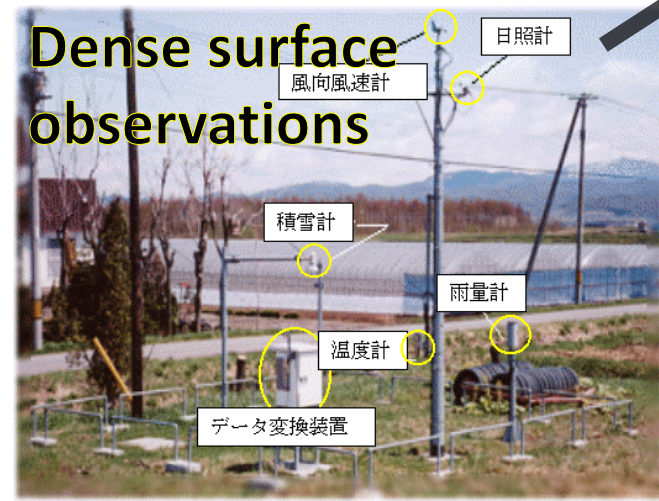 Dense surface
observations
日照計
風向風速計
積雪計
雨量計
温度計
データ変換装置